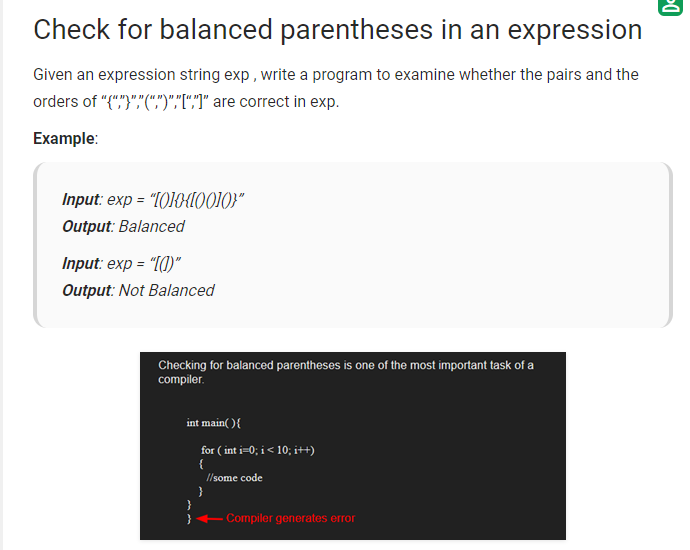 Check for balanced parentheses in an expression
Given an expression string exp , write a program to examine whether the pairs and the
orders of “{“,”}”,”(“,”)”,”[“,”]” are correct in exp.
Example:
Input: exp = “[()]{}{[()()]()}”
Output: Balanced
Input: exp = “[(])”
Output: Not Balanced
Checking for balanced parentheses is one of the most important task of a
compiler.
int main( ){
for ( int i=0; i < 10; i++)
{
//some code
}
}
} Compiler generates error